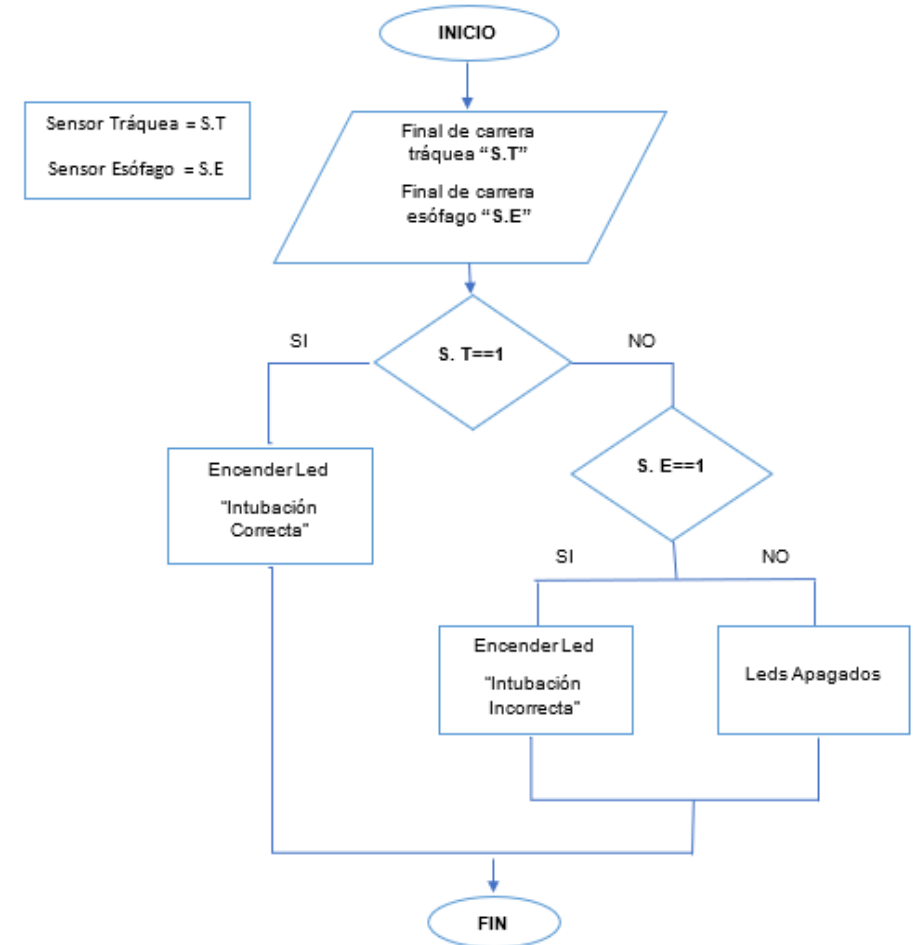 INICIO
Sensor Tráquea = S.T
Sensor Esófago = S.E
Final de carrera
tráquea “S.T”
Final de carrera
esófago “S.E”
SI
S. T==1
NO
Encender Led
“Intubación
Correcta”
S. E==1
SI
NO
Encender Led
“Intubación
Incorrecta”
Leds Apagados
FIN